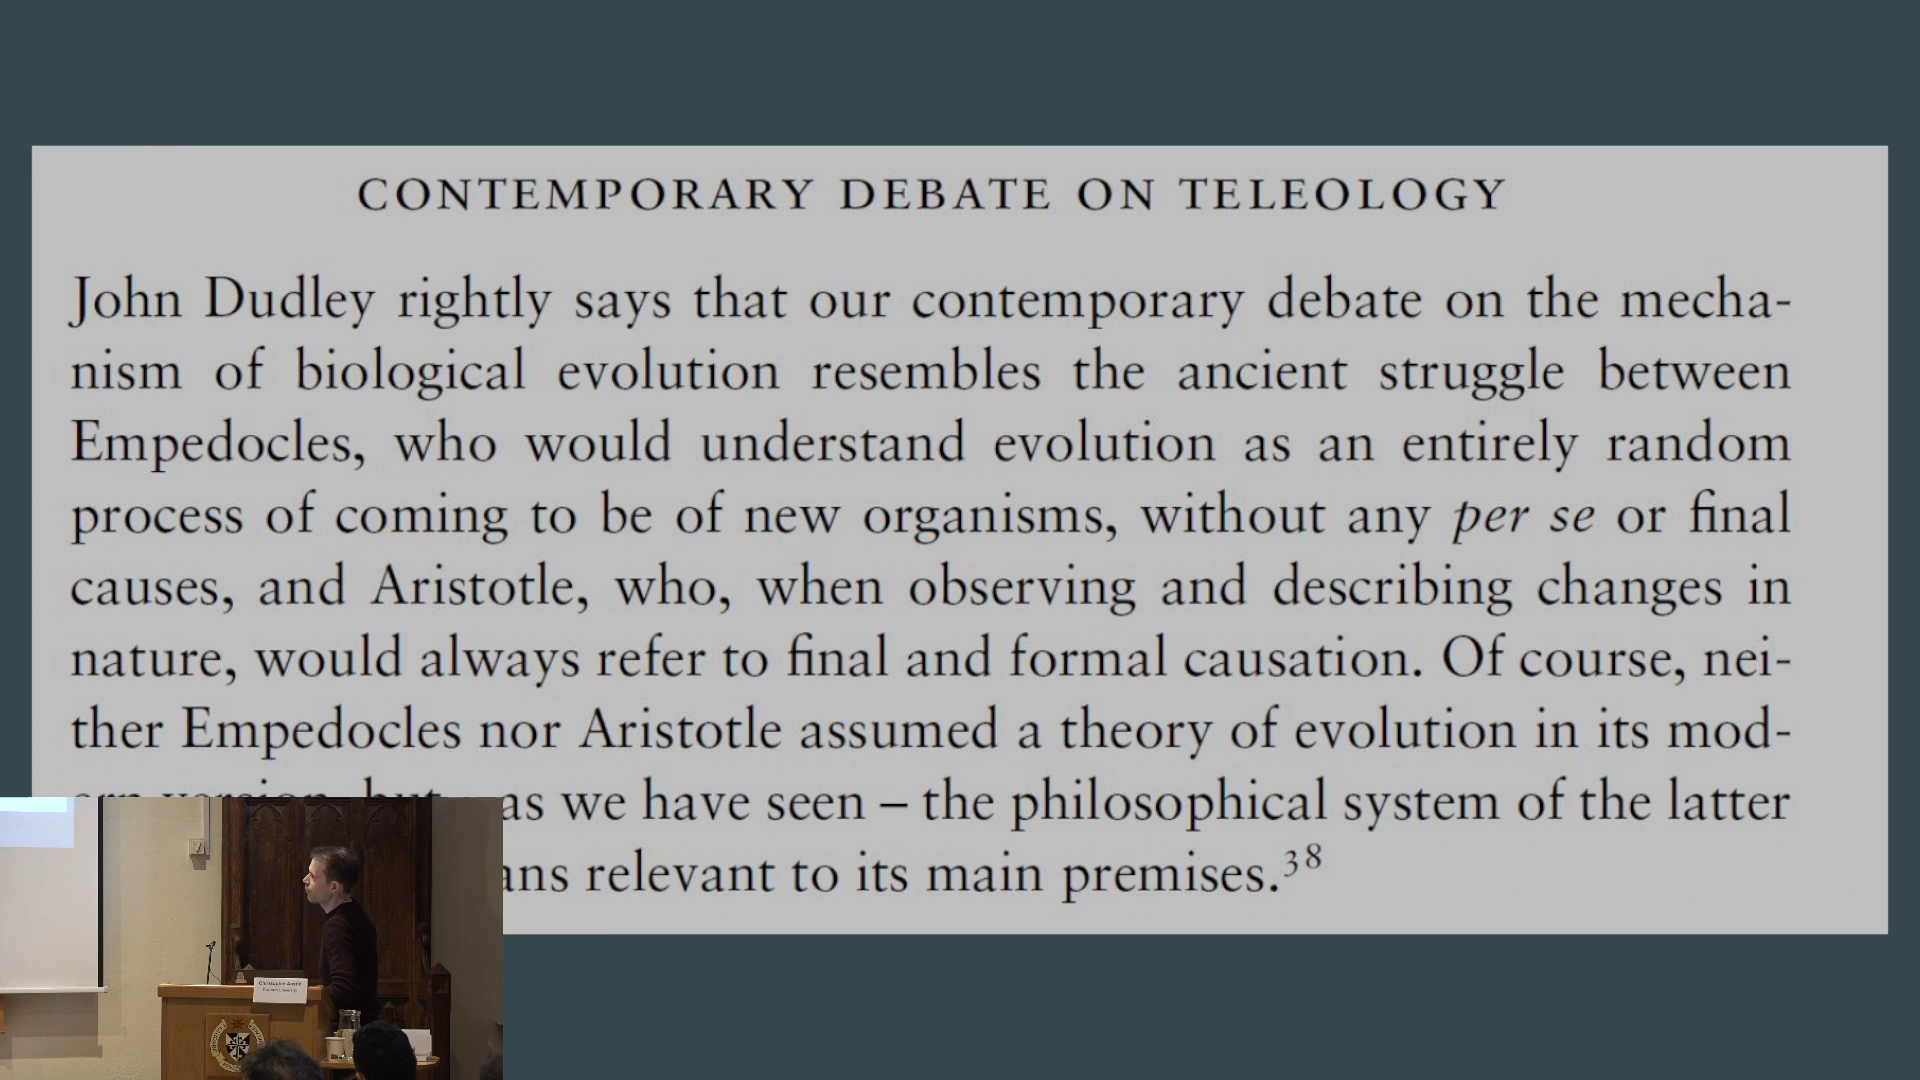 CONTEMPORARY DEBATE ON TELEOLOGY
John Dudley rightly says that our contemporary debate on the mecha-
nism of biological evolution resembles the ancient struggle between
Empedocles, who would understand evolution as an entirely random
process of coming to be of new organisms, without any per se or final
causes, and Aristotle, who, when observing and describing changes in
nature, would always refer to final and formal causation. Of course, nei-
ther Empedocles nor Aristotle assumed a theory of evolution in its mod-
as we have seen – the philosophical system of the latter
relevant to its main premises.³⁸
Christopher Austin